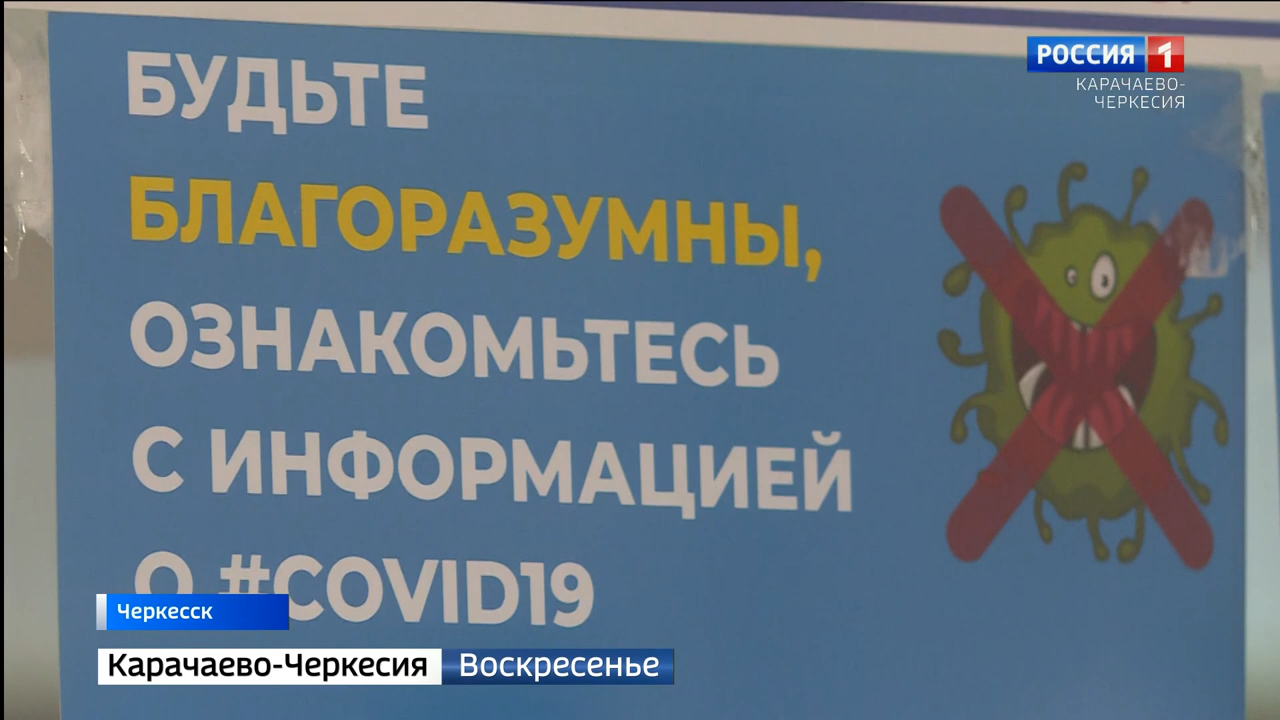 РОССИЯ 1
КАРАЧАЕВО-
ЧЕРКЕСИЯ
БУДЬТЕ
БЛАГОРАЗУМНЫ,
ОЗНАКОМЬТЕСЬ
С ИНФОРМАЦИЕЙ
О #COVID19
Черкесск
Карачаево-Черкесия Воскресенье